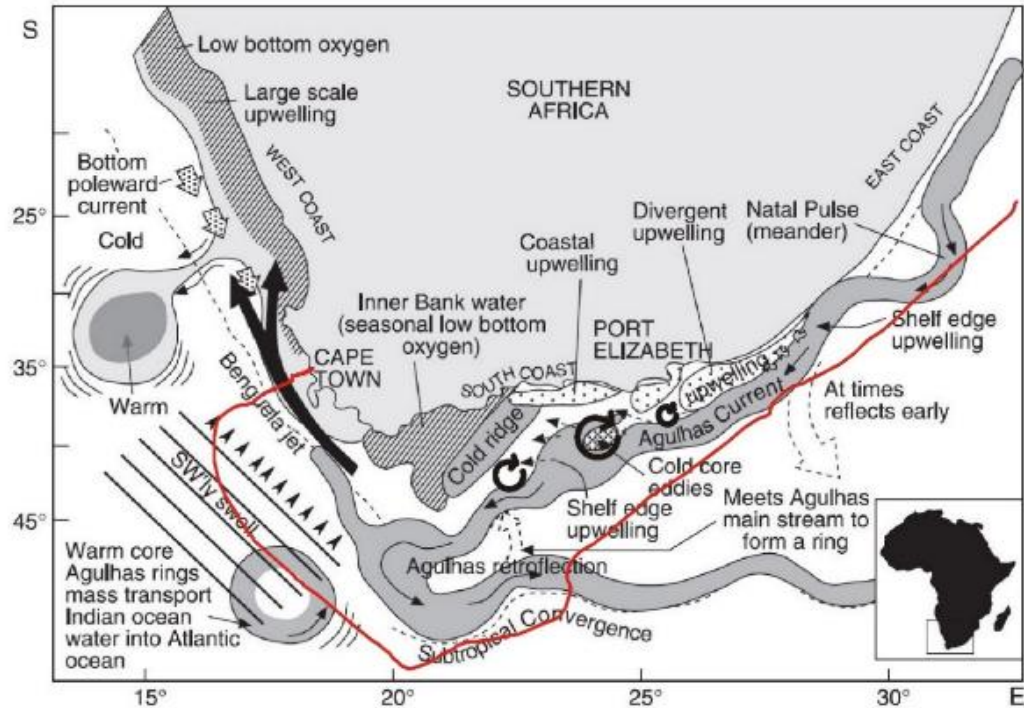 S
Low bottom oxygen
Large scale
upwelling
SOUTHERN
AFRICA
WEST COAST
EAST COAST
Bottom
poleward
current
25°
Cold
Divergent
upwelling
Natal Pulse
(meander)
Coastal
upwelling
Inner Bank water
(seasonal low bottom
oxygen)
PORT
ELIZABETH
Shelf edge
upwelling
35°
CAPE
TOWN
SOUTH COAST
upwelling
Warm
Benguela jet
Cold ridge
Agulhas Current
At times
reflects early
Cold core
eddies
SW'ly swell
Shelf edge
upwelling
Meets Agulhas
main stream to
form a ring
45°
Warm core
Agulhas rings
mass transport
Indian ocean
water into Atlantic
ocean
Agulhas retroflection
Subtropical Convergence
15°
20°
25°
30°
E